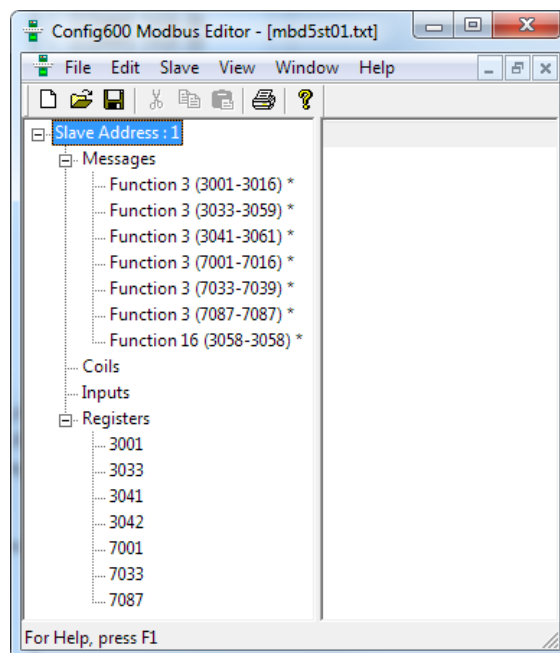 Config600 Modbus Editor - [mbd5st01.txt]
File Edit Slave View Window Help
Slave Address : 1
Messages
Function 3 (3001-3016) *
Function 3 (3033-3059) *
Function 3 (3041-3061) *
Function 3 (7001-7016) *
Function 3 (7033-7039) *
Function 3 (7087-7087) *
Function 16 (3058-3058) *
Coils
Inputs
Registers
3001
3033
3041
3042
7001
7033
7087
For Help, press F1